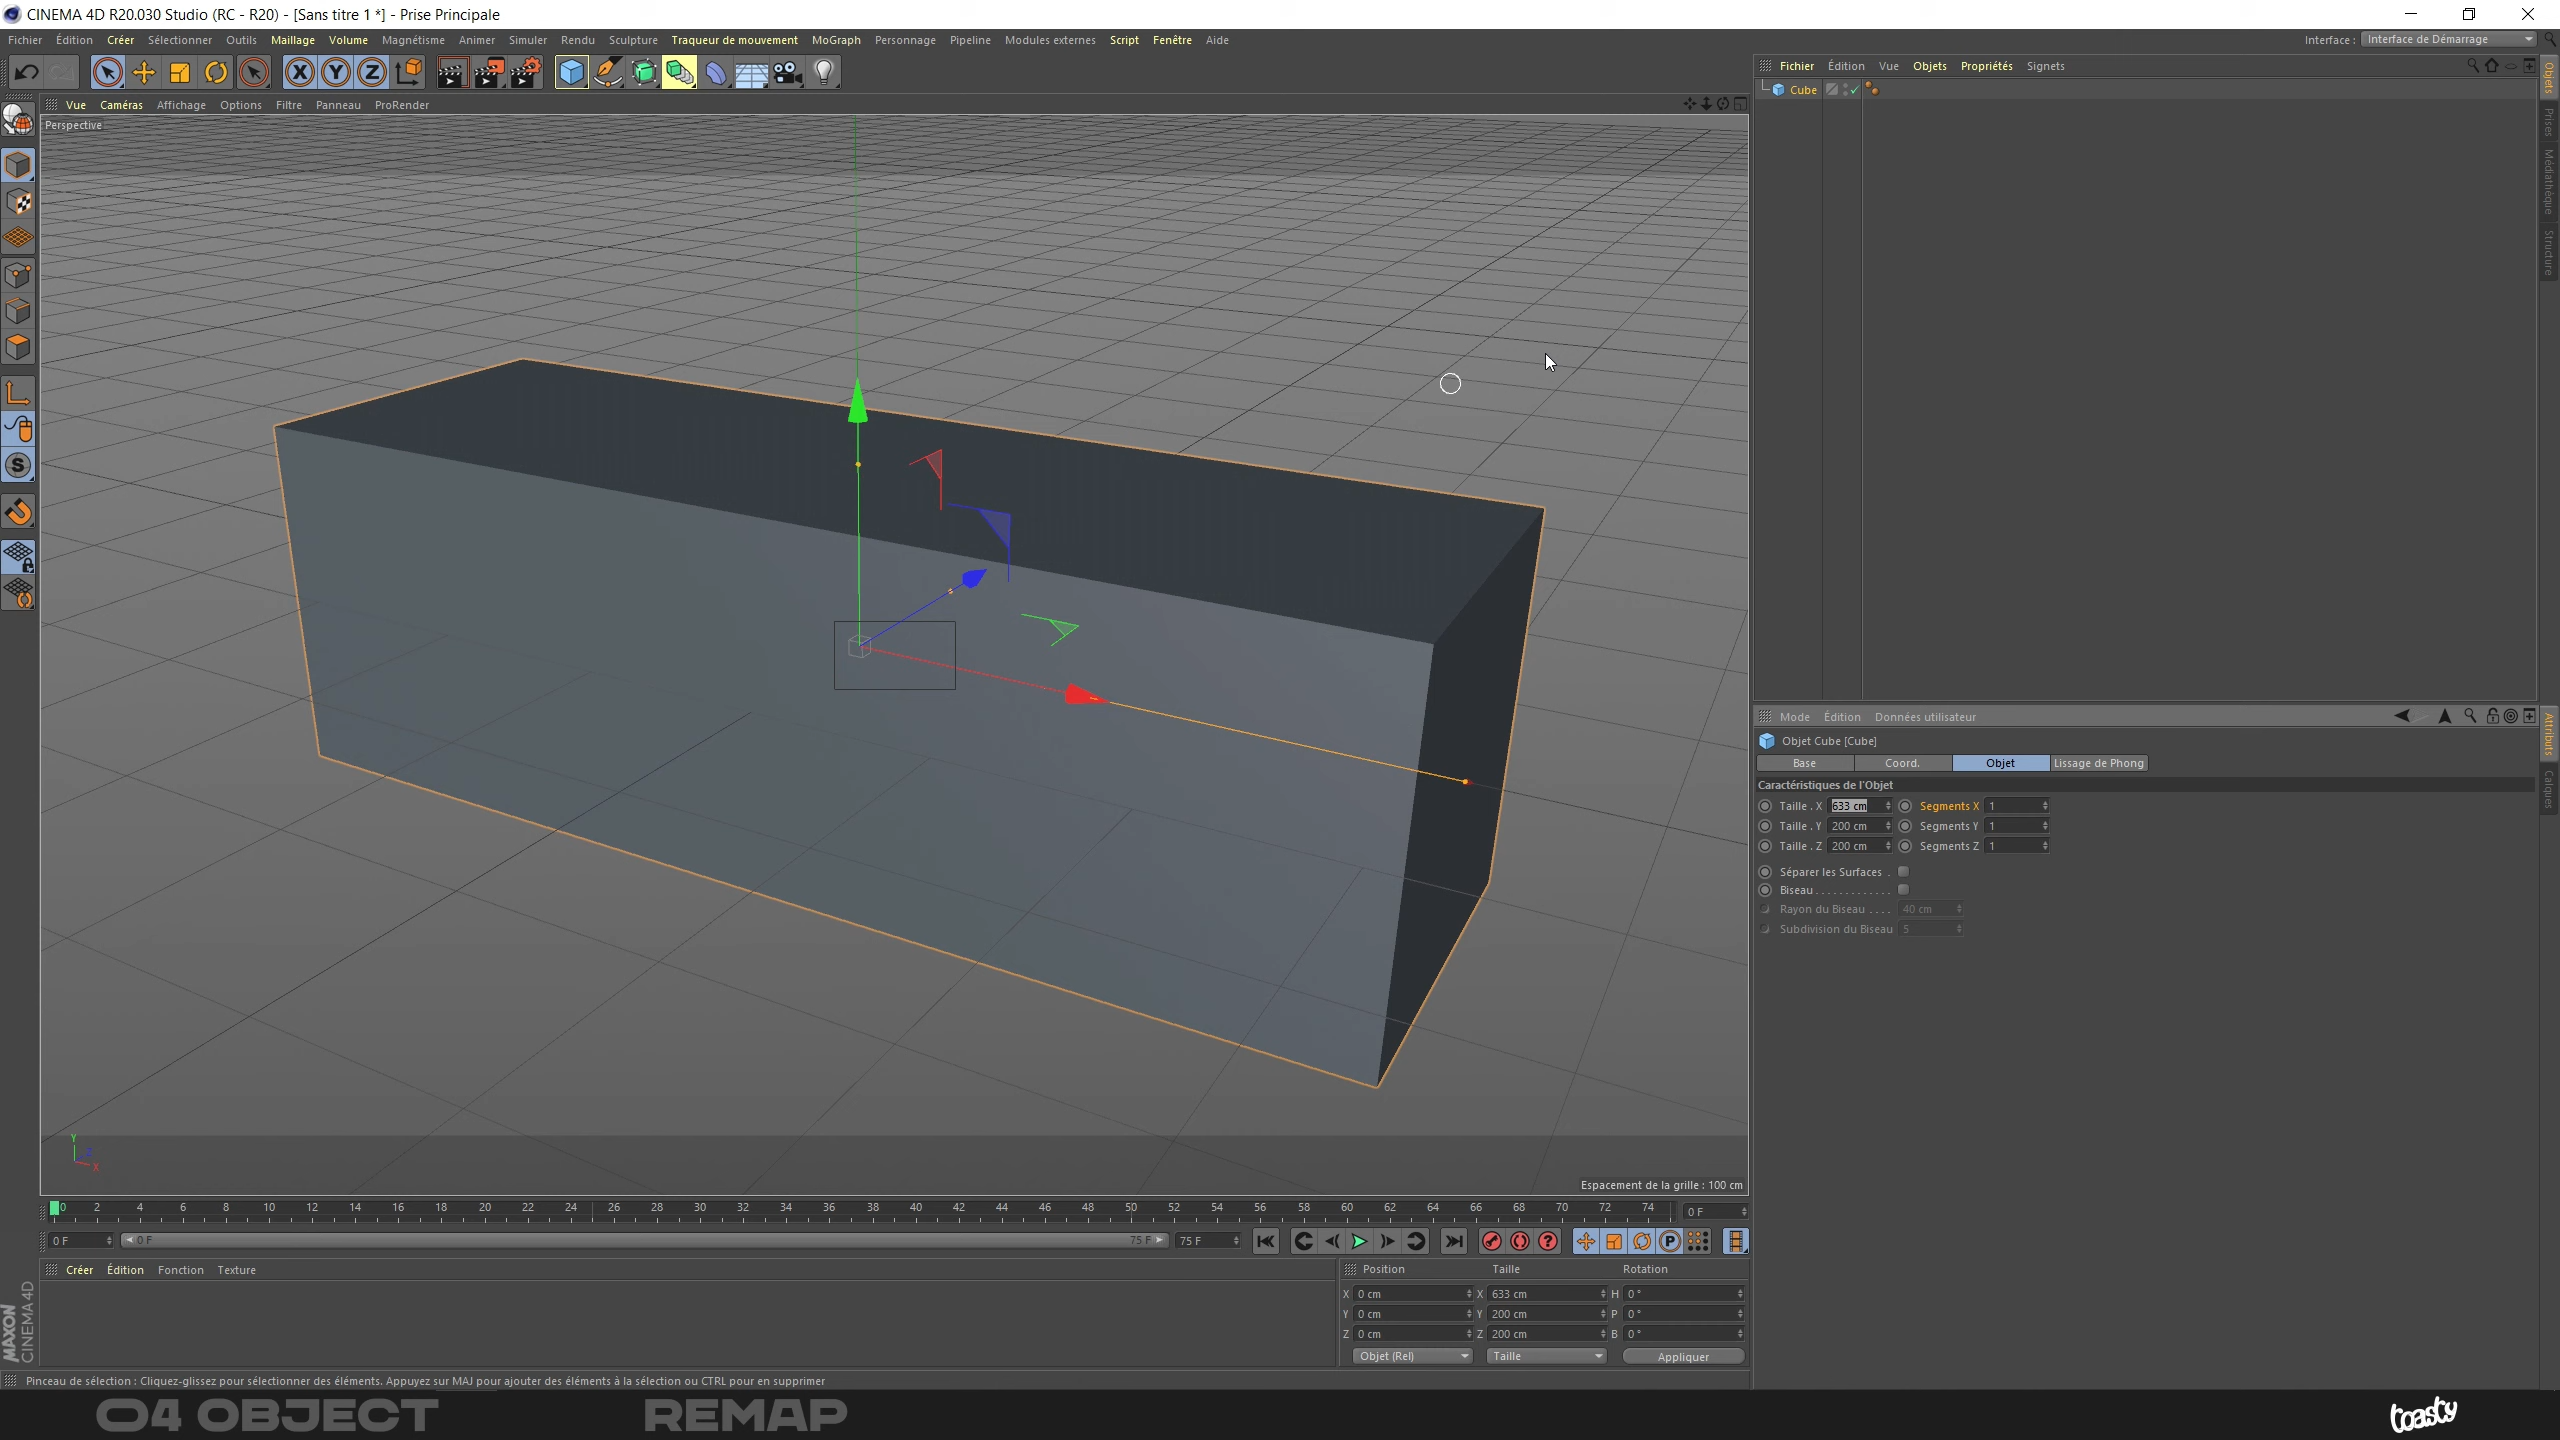 CINEMA 4D R20.030 Studio (RC - R20) - [Sans titre 1 *] - Prise Principale
Fichier Édition Créer Sélectionner Outils Maillage Volume Magnétisme Animer Simuler Rendu Sculpture Traqueur de mouvement MoGraph Personnage Pipeline Modules externes Script Fenêtre Aide
Interface : Interface de Démarrage
X Y Z
Fichier Édition Vue Objets Propriétés Signets
Cube
Objets
Prises
Médiathèque
Structure
Vue Caméras Affichage Options Filtre Panneau ProRender
Perspective
S
Mode Édition Données utilisateur
Objet Cube [Cube]
Base Coord. Objet Lissage de Phong
Caractéristiques de l'Objet
Taille . X 633 cm Segments X 1
Taille . Y 200 cm Segments Y 1
Taille . Z 200 cm Segments Z 1
Séparer les Surfaces .
Biseau . . . . . . . . . . . . .
Rayon du Biseau . . . . 40 cm
Subdivision du Biseau 5
Attributs
Calques
Y
Z
X
Espacement de la grille : 100 cm
0 2 4 6 8 10 12 14 16 18 20 22 24 26 28 30 32 34 36 38 40 42 44 46 48 50 52 54 56 58 60 62 64 66 68 70 72 74 0 F
0 F 0 F 75 F 75 F ? P
Créer Édition Fonction Texture
Position Taille Rotation
X 0 cm X 633 cm H 0 °
Y 0 cm Y 200 cm P 0 °
Z 0 cm Z 200 cm B 0 °
Objet (Rel) Taille Appliquer
MAXON
CINEMA 4D
Pinceau de sélection : Cliquez-glissez pour sélectionner des éléments. Appuyez sur MAJ pour ajouter des éléments à la sélection ou CTRL pour en supprimer
04 OBJECT REMAP toasty